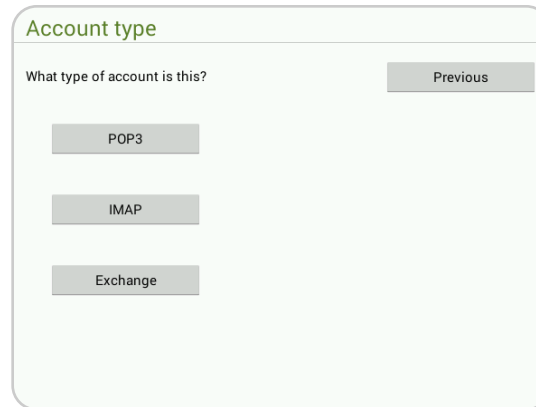 Account type
What type of account is this?
Previous
POP3
IMAP
Exchange